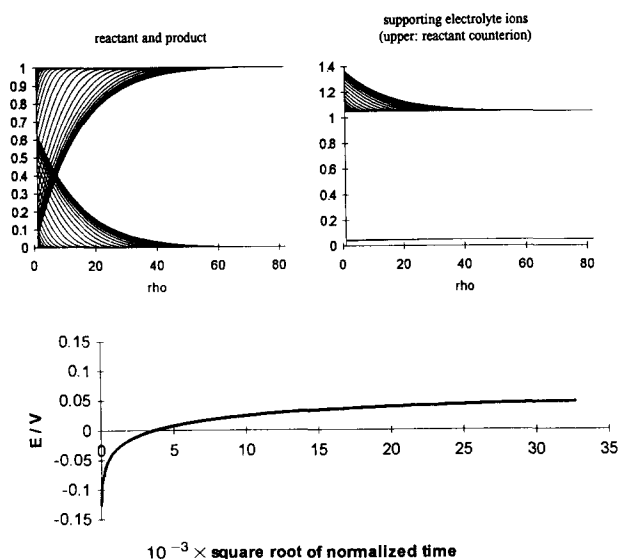 reactant and product
supporting electrolyte ions
(upper: reactant counterion)
1
0.9
0.8
0.7
0.6
0.5
0.4
0.3
0.2
0.1
0
0 20 40 60 80
rho
1.4
1.2
1
0.8
0.6
0.4
0.2
0
0 20 40 60 80
rho
E / V
0.15
0.1
0.05
0
-0.05
-0.1
-0.15
0 5 10 15 20 25 30 35
10⁻³ × square root of normalized time